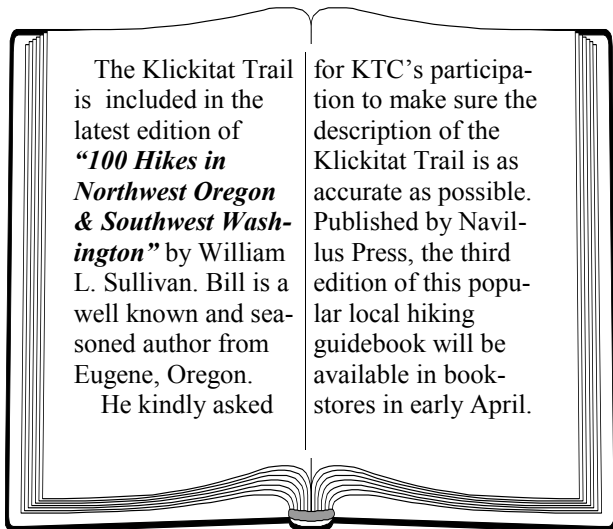 The Klickitat Trail
is  included in the
latest edition of
“100 Hikes in
Northwest Oregon
& Southwest Wash-
ington” by William
L. Sullivan. Bill is a
well known and sea-
soned author from
Eugene, Oregon.
He kindly asked
for KTC’s participa-
tion to make sure the
description of the
Klickitat Trail is as
accurate as possible.
Published by Navil-
lus Press, the third
edition of this popu-
lar local hiking
guidebook will be
available in book-
stores in early April.